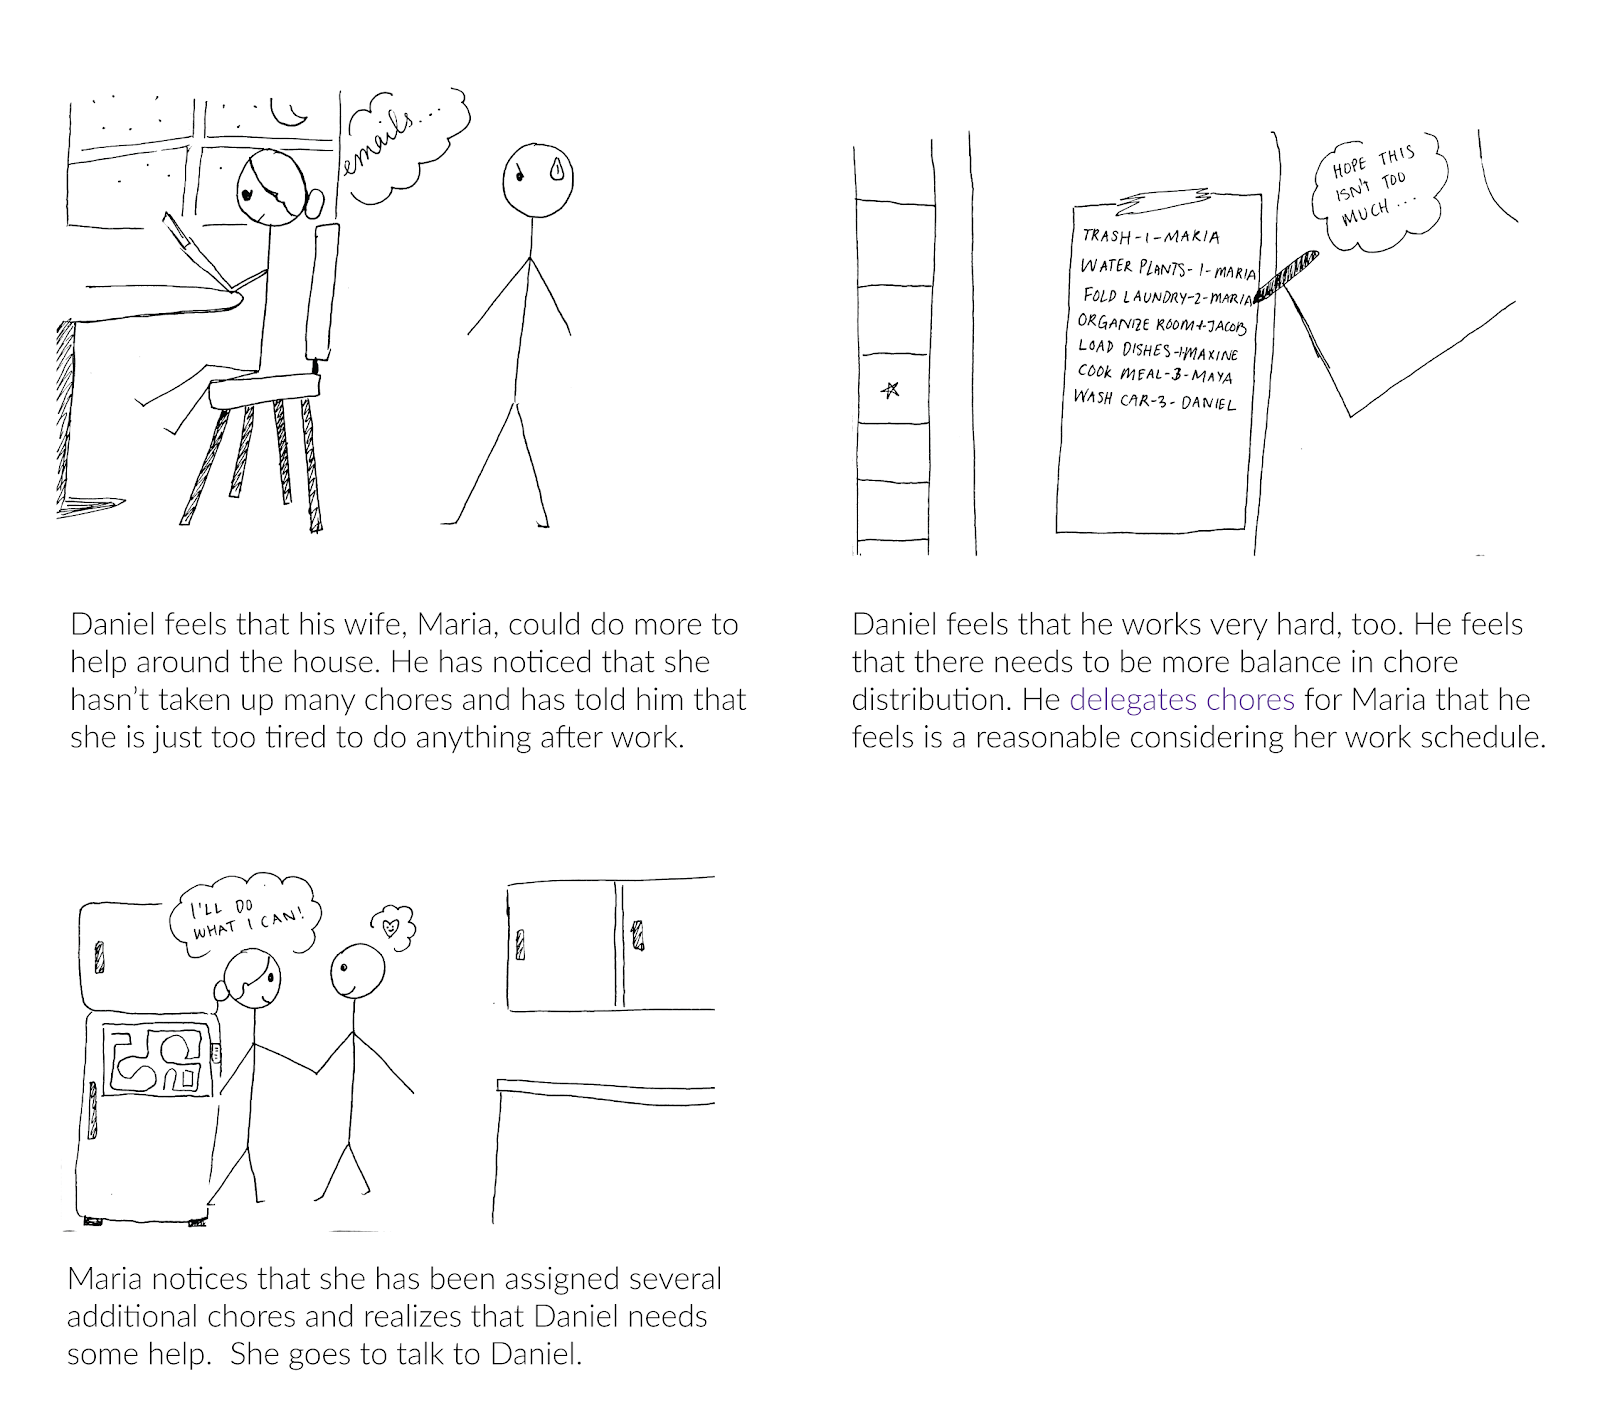 emails...
Daniel feels that his wife, Maria, could do more to
help around the house. He has noticed that she
hasn't taken up many chores and has told him that
she is just too tired to do anything after work.
TRASH-1-MARIA
WATER PLANTS-1-MARIA
FOLD LAUNDRY-2-MARIA
ORGANIZE ROOM-1-JACOB
LOAD DISHES-1-MAXINE
COOK MEAL-3-MAYA
WASH CAR-3-DANIEL
HOPE THIS
ISN'T TOO
MUCH...
Daniel feels that he works very hard, too. He feels
that there needs to be more balance in chore
distribution. He delegates chores for Maria that he
feels is a reasonable considering her work schedule.
I'LL DO
WHAT I CAN!
Maria notices that she has been assigned several
additional chores and realizes that Daniel needs
some help.  She goes to talk to Daniel.